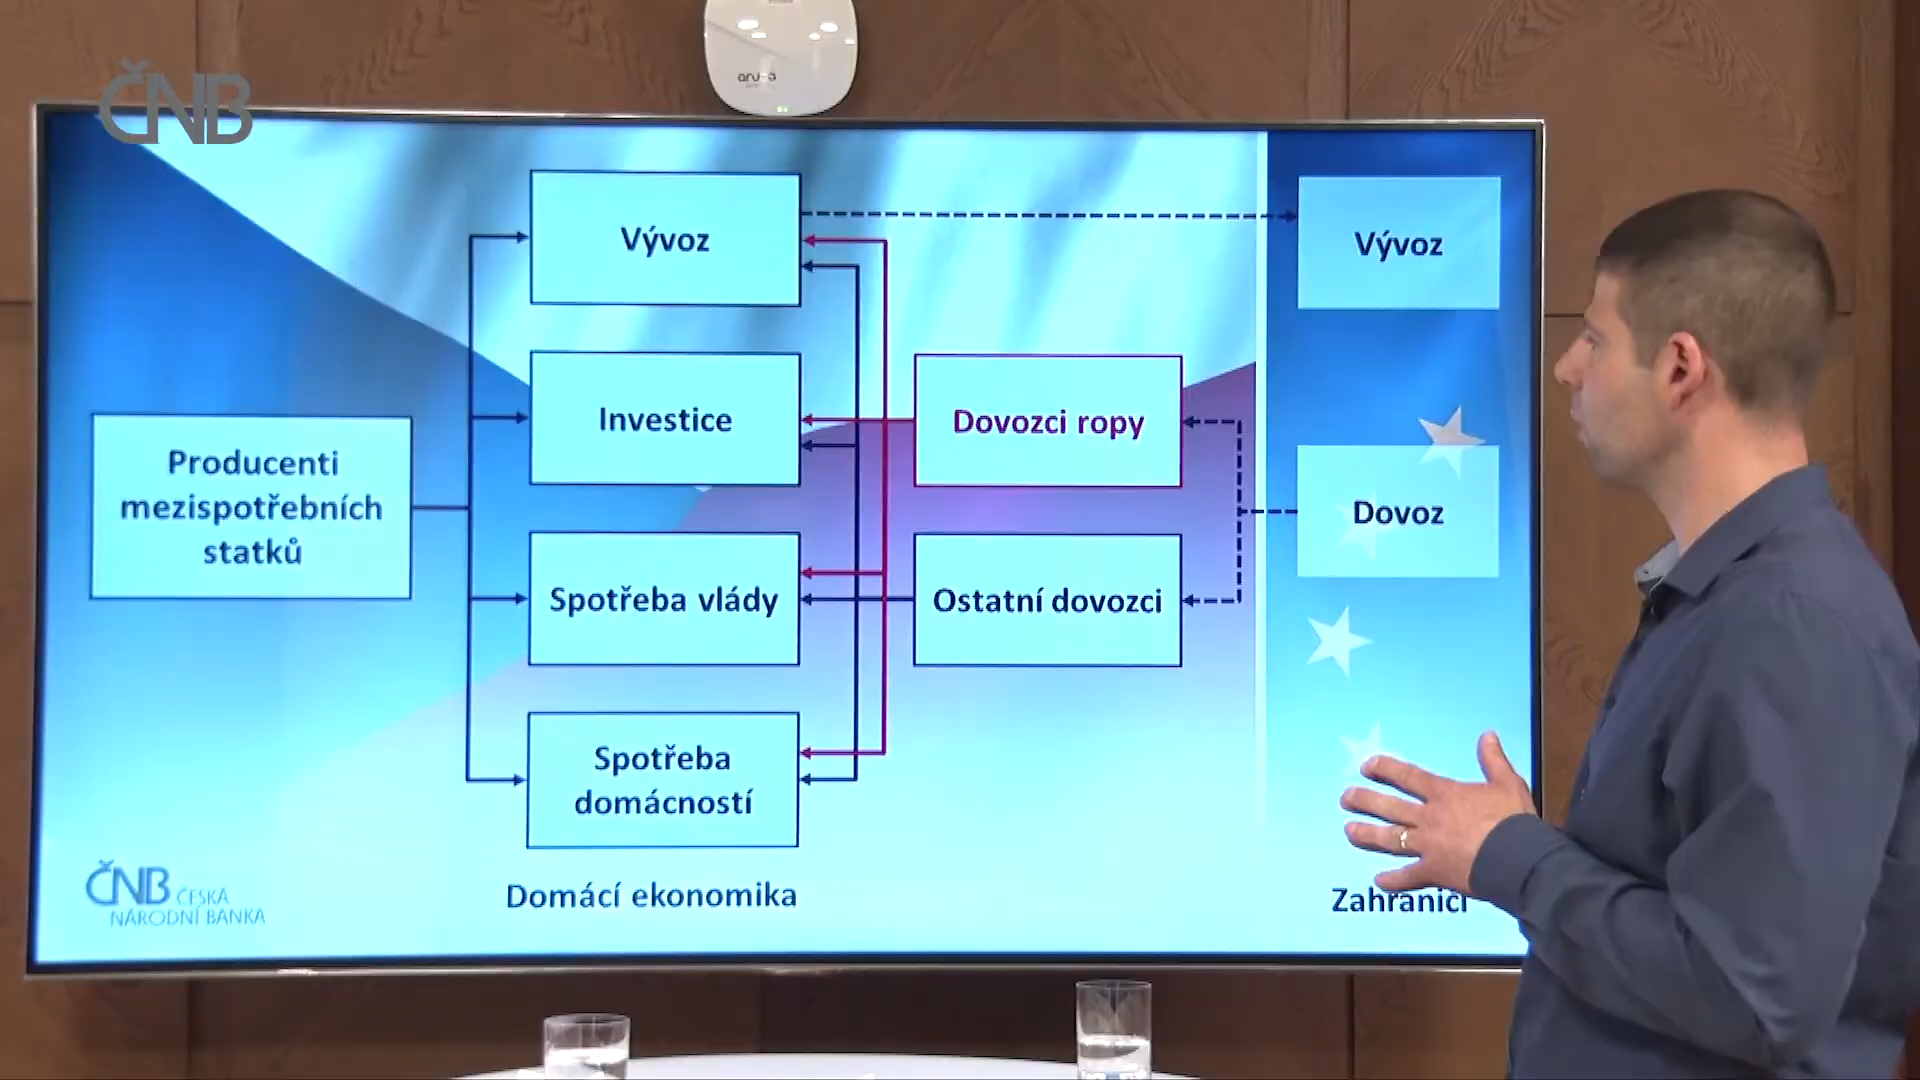 ČNB
aruba
Vývoz
Vývoz
Investice
Dovozci ropy
Producenti
mezispotřebních
statků
Dovoz
Spotřeba vlády
Ostatní dovozci
Spotřeba
domácností
ČNB ČESKÁ
NÁRODNÍ BANKA
Domácí ekonomika
Zahraničí